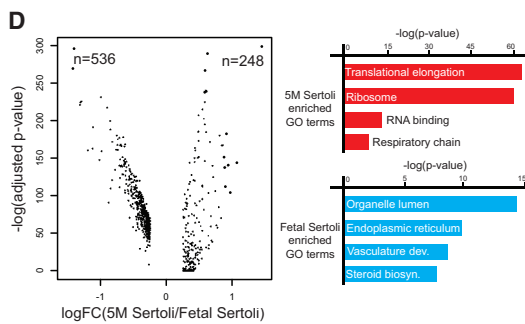 D
-log(adjusted p-value)
300
250
200
150
100
50
0
n=536
n=248
-1
0
1
logFC(5M Sertoli/Fetal Sertoli)
-log(p-value)
0
15
30
45
60
5M Sertoli
enriched
GO terms
Translational elongation
Ribosome
RNA binding
Respiratory chain
-log(p-value)
0
5
10
15
Fetal Sertoli
enriched
GO terms
Organelle lumen
Endoplasmic reticulum
Vasculature dev.
Steroid biosyn.